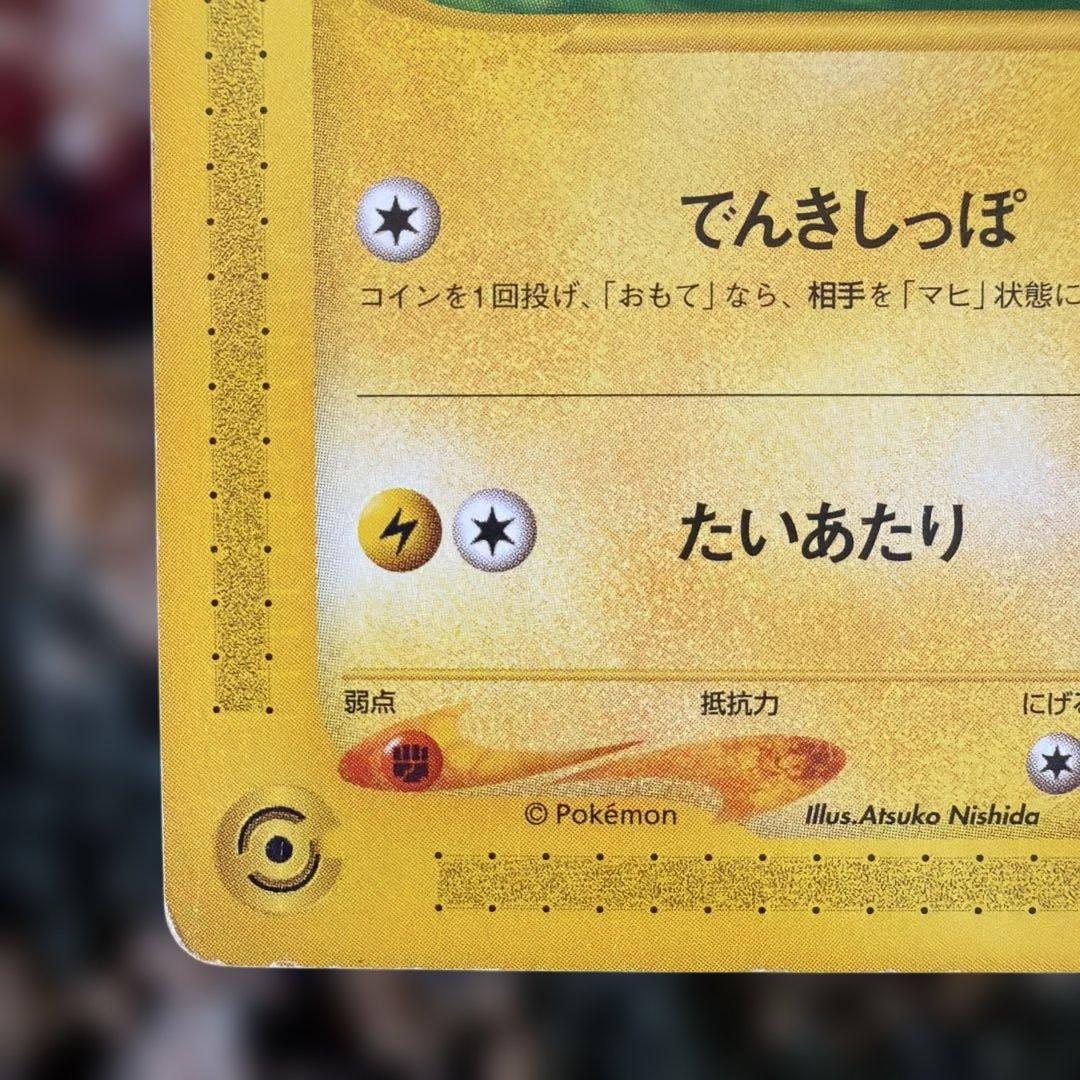 でんきしっぽ
コインを1回投げ、「おもて」なら、相手を「マヒ」状態に
たいあたり
弱点 抵抗力 にげ
© Pokémon Illus.Atsuko Nishida